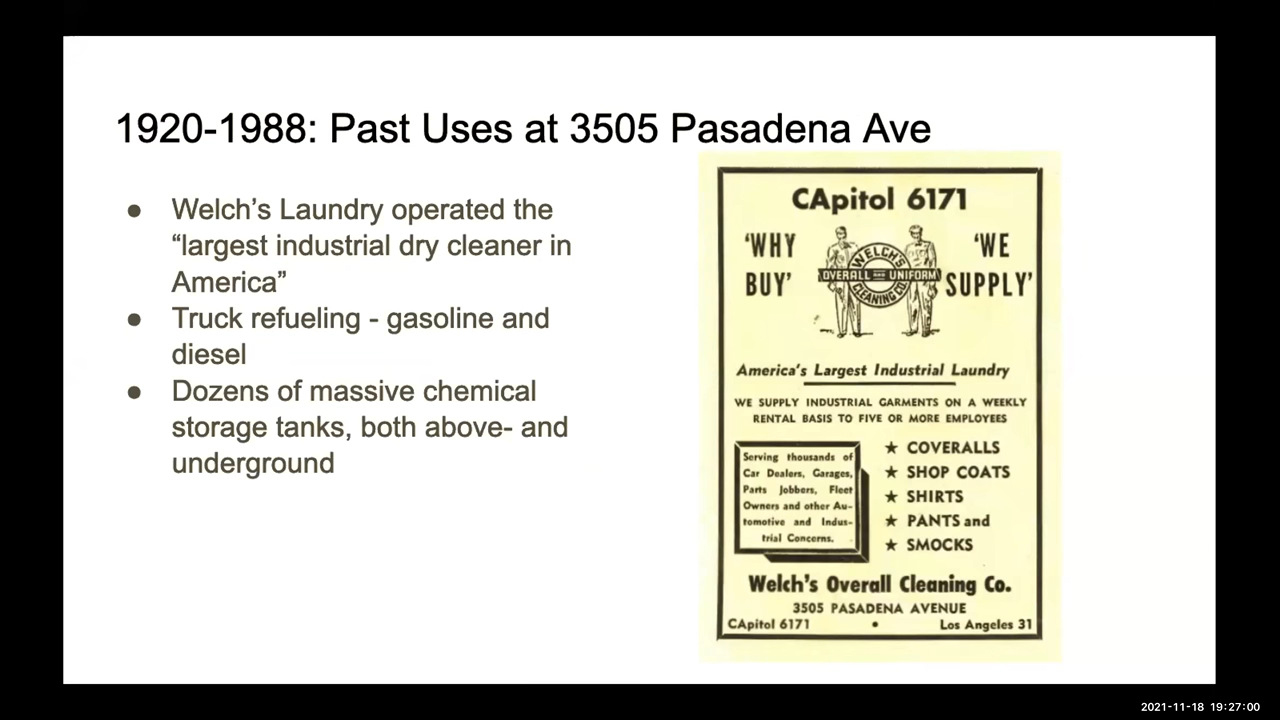 1920-1988: Past Uses at 3505 Pasadena Ave
● Welch’s Laundry operated the
“largest industrial dry cleaner in
America”
● Truck refueling - gasoline and
diesel
● Dozens of massive chemical
storage tanks, both above- and
underground
CApitol 6171
‘WHY
BUY’
WELCH'S
OVERALL AND UNIFORM
CLEANING CO.
‘WE
SUPPLY’
America's Largest Industrial Laundry
WE SUPPLY INDUSTRIAL GARMENTS ON A WEEKLY
RENTAL BASIS TO FIVE OR MORE EMPLOYEES
Serving thousands of
Car Dealers, Garages,
Parts Jobbers, Fleet
Owners and other Au-
tomotive and Indus-
trial Concerns.
★ COVERALLS
★ SHOP COATS
★ SHIRTS
★ PANTS and
★ SMOCKS
Welch's Overall Cleaning Co.
3505 PASADENA AVENUE
CApitol 6171 • Los Angeles 31
2021-11-18 19:27:00